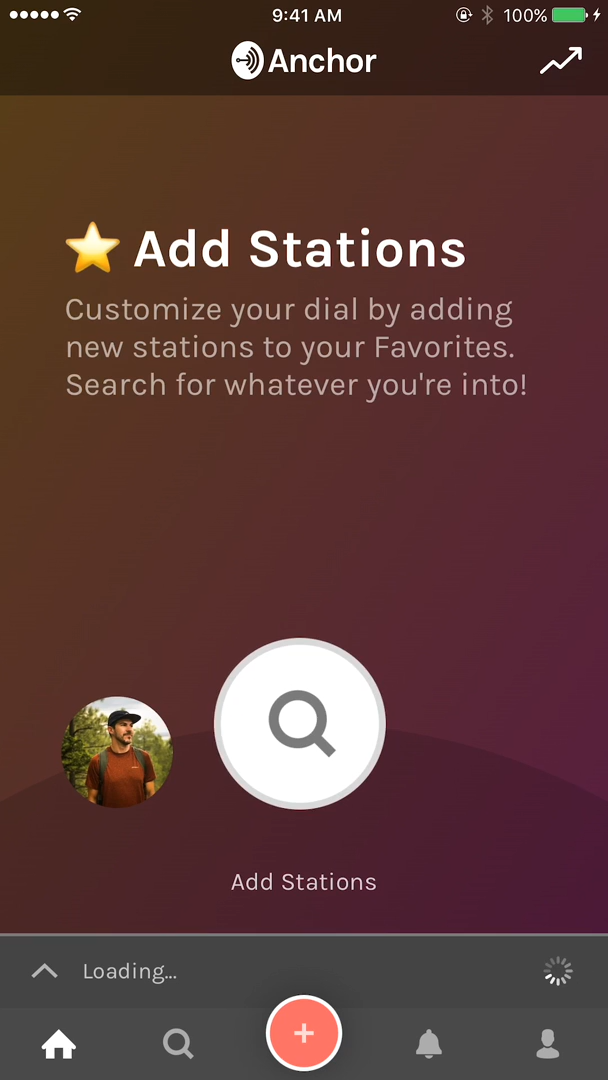 9:41 AM
100%
Anchor
Add Stations
Customize your dial by adding
new stations to your Favorites.
Search for whatever you're into!
Add Stations
Loading...